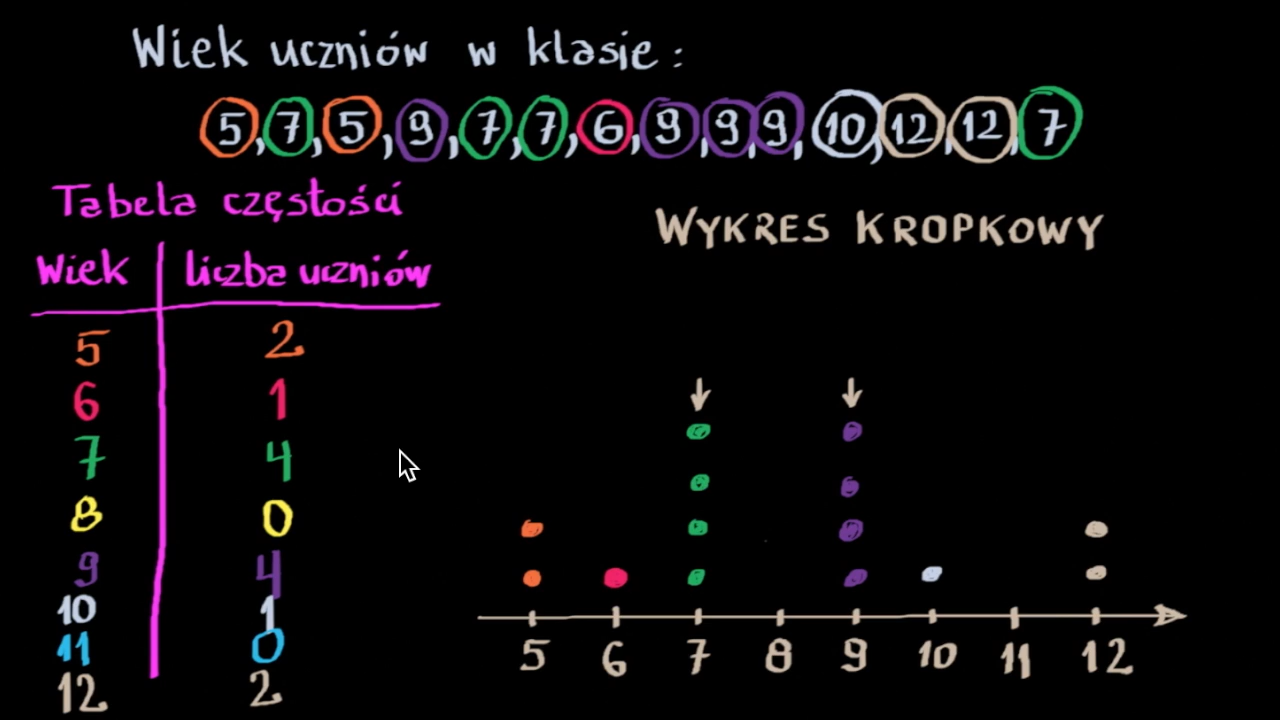 Wiek uczniów w klasie:
5, 7, 5, 9, 7, 7, 6, 9, 9, 9, 10, 12, 12, 7
Tabela częstości
WYKRES KROPKOWY
Wiek liczba uczniów
5 2
6 1
7 4
8 0
9 4
10 1
11 0
12 2
5 6 7 8 9 10 11 12